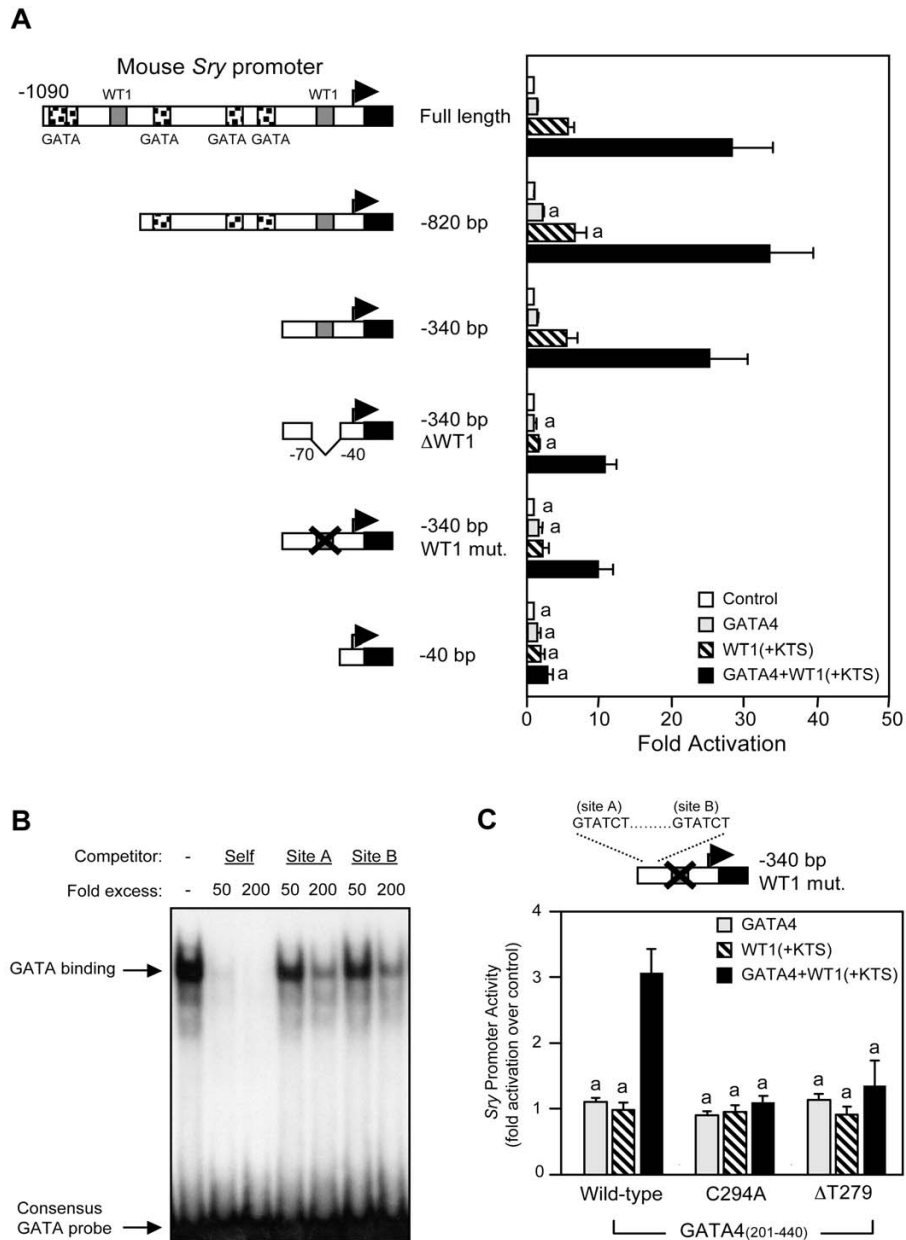 A
Mouse Sry promoter
-1090
WT1 WT1
GATA GATA GATA GATA
Full length
a
-820 bp
a
-340 bp
-340 bp
ΔWT1
-70 -40
a
a
-340 bp
WT1 mut.
a
a
-40 bp
a
a
a
a
Control
GATA4
WT1(+KTS)
GATA4+WT1(+KTS)
0 10 20 30 40 50
Fold Activation
B
Competitor: - Self Site A Site B
Fold excess: - 50 200 50 200 50 200
GATA binding
Consensus
GATA probe
C
(site A) (site B)
GTATCT.........GTATCT
-340 bp
WT1 mut.
Sry Promoter Activity
(fold activation over control)
4
3
2
1
0
GATA4
WT1(+KTS)
GATA4+WT1(+KTS)
a a a a a a a a
Wild-type C294A ΔT279
GATA4(201-440)